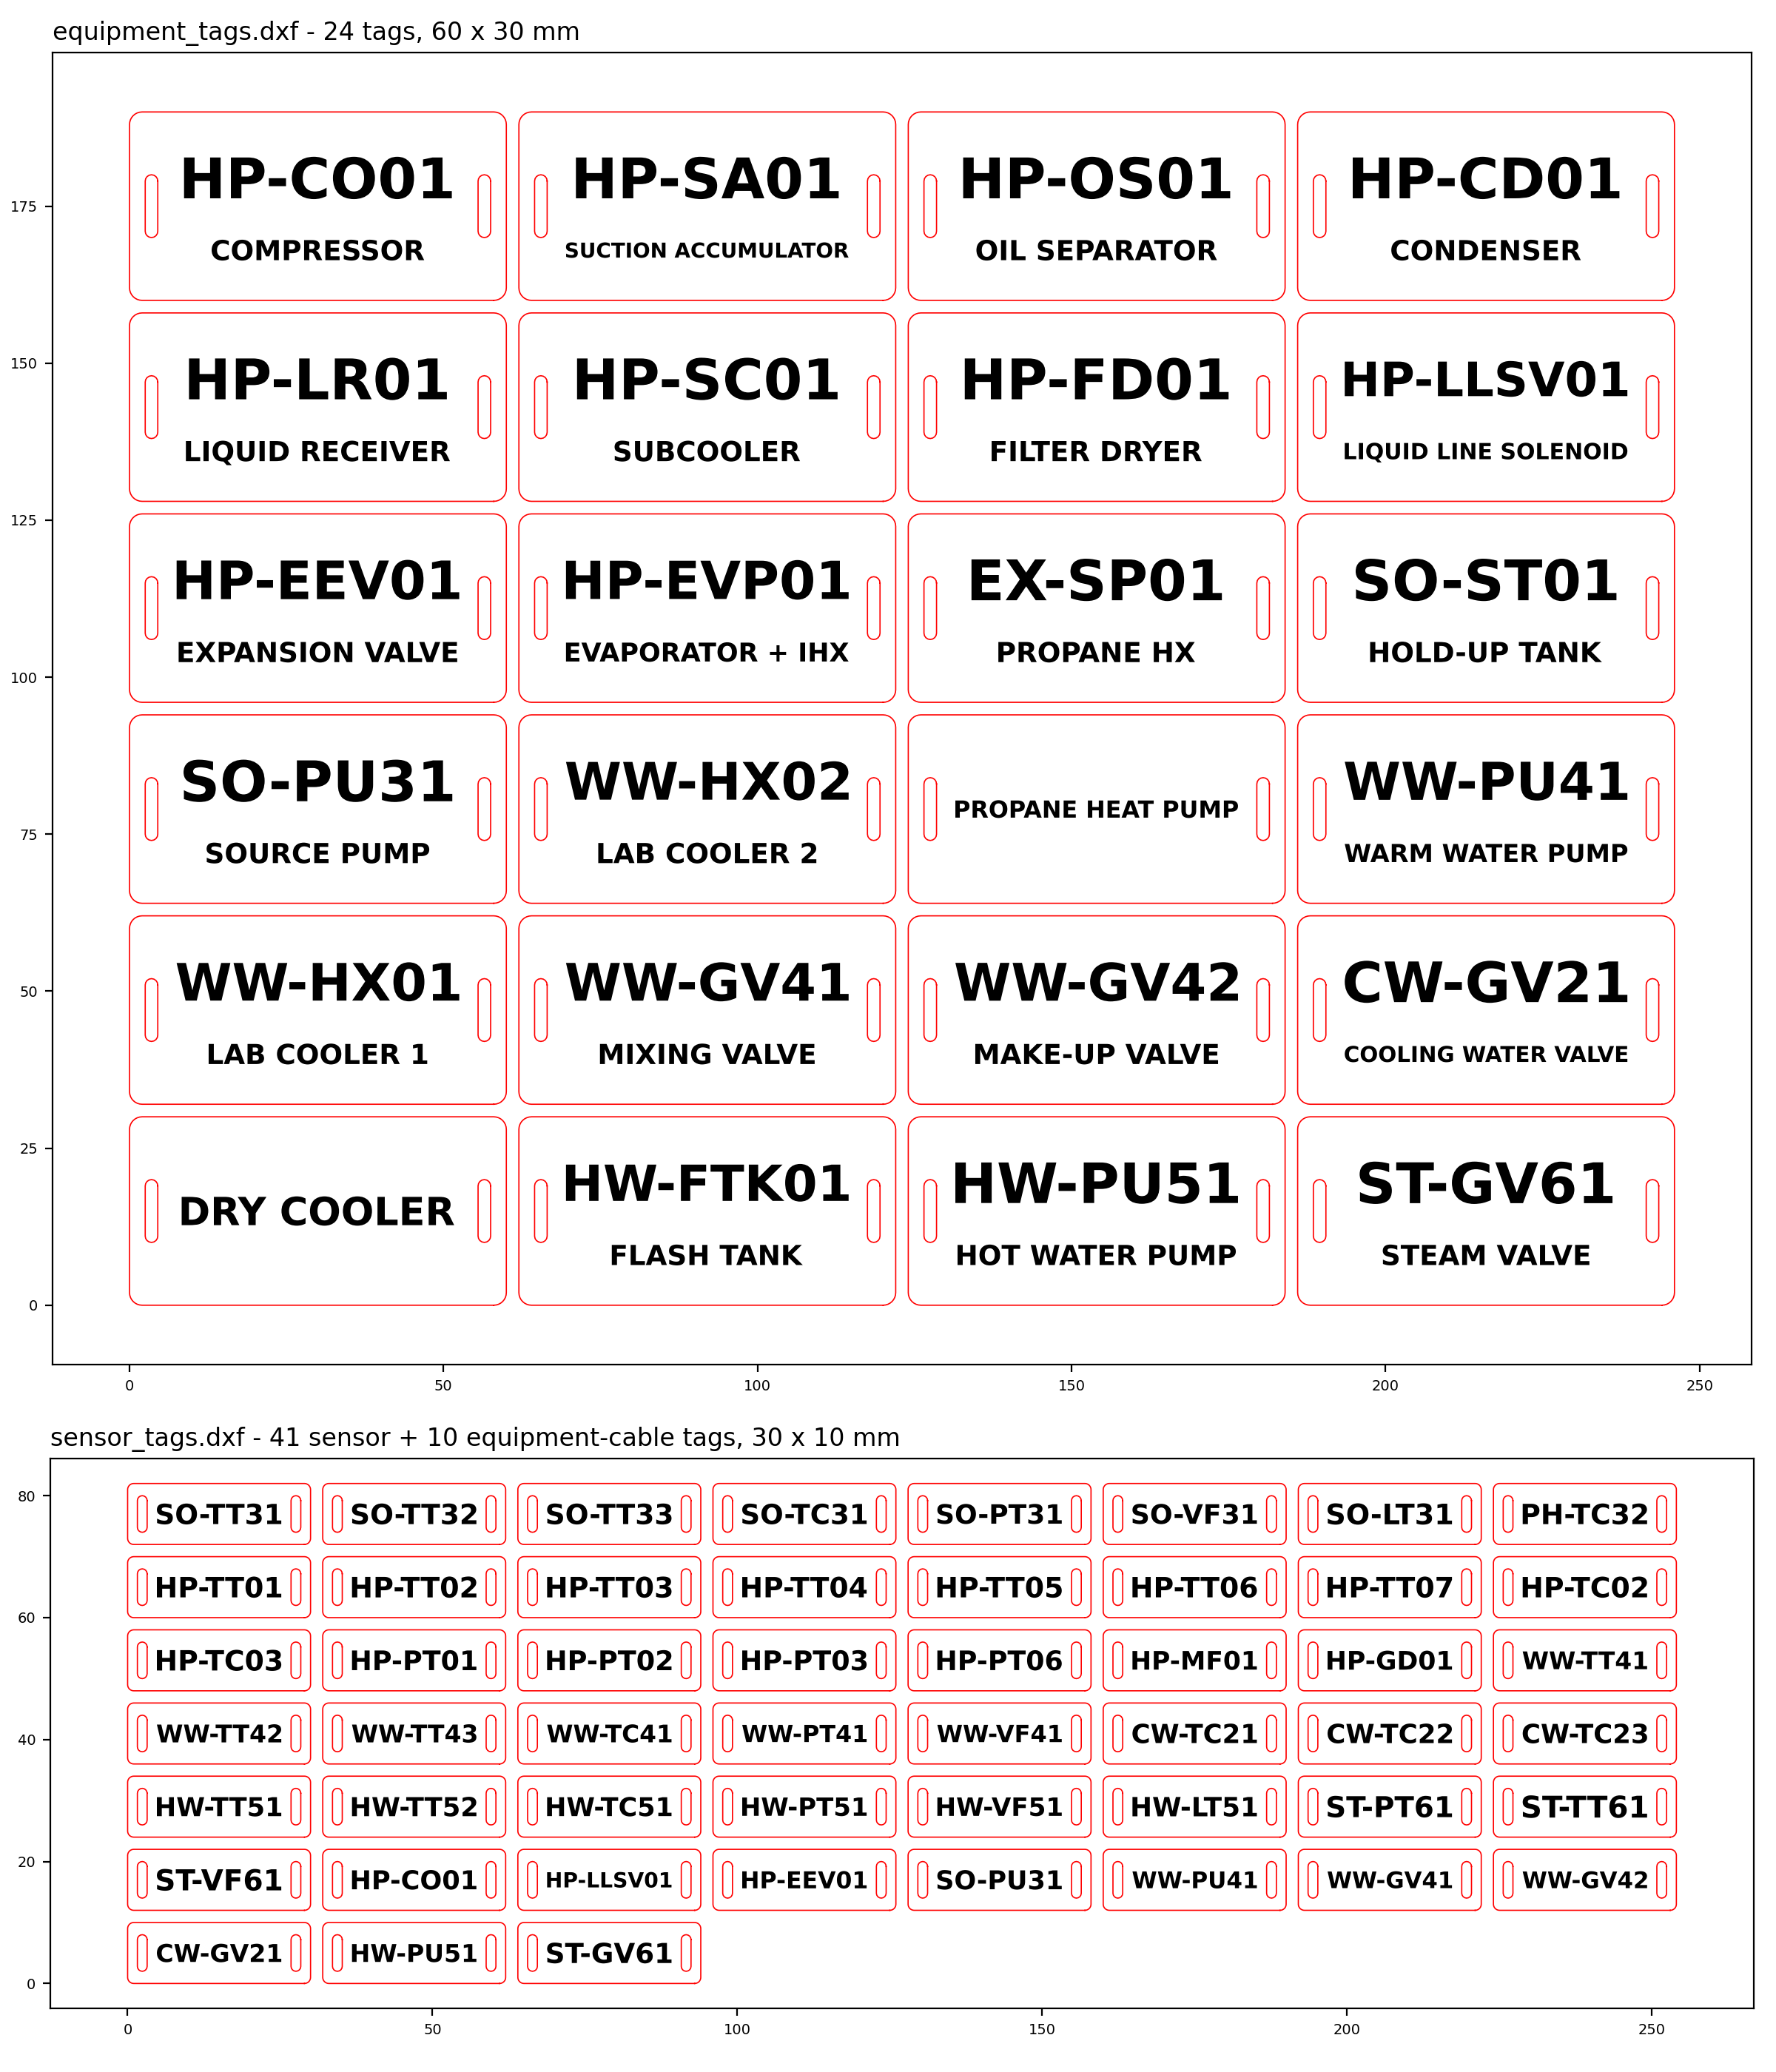 equipment_tags.dxf - 24 tags, 60 x 30 mm
175
HP-CO01
COMPRESSOR
HP-SA01
SUCTION ACCUMULATOR
HP-OS01
OIL SEPARATOR
HP-CD01
CONDENSER
150
HP-LR01
LIQUID RECEIVER
HP-SC01
SUBCOOLER
HP-FD01
FILTER DRYER
HP-LLSV01
LIQUID LINE SOLENOID
125
HP-EEV01
EXPANSION VALVE
HP-EVP01
EVAPORATOR + IHX
EX-SP01
PROPANE HX
SO-ST01
HOLD-UP TANK
100
SO-PU31
SOURCE PUMP
WW-HX02
LAB COOLER 2
PROPANE HEAT PUMP
WW-PU41
WARM WATER PUMP
75
WW-HX01
LAB COOLER 1
WW-GV41
MIXING VALVE
WW-GV42
MAKE-UP VALVE
CW-GV21
COOLING WATER VALVE
50
DRY COOLER
HW-FTK01
FLASH TANK
HW-PU51
HOT WATER PUMP
ST-GV61
STEAM VALVE
25
0
0 50 100 150 200 250
sensor_tags.dxf - 41 sensor + 10 equipment-cable tags, 30 x 10 mm
80
SO-TT31 SO-TT32 SO-TT33 SO-TC31 SO-PT31 SO-VF31 SO-LT31 PH-TC32
HP-TT01 HP-TT02 HP-TT03 HP-TT04 HP-TT05 HP-TT06 HP-TT07 HP-TC02
60
HP-TC03 HP-PT01 HP-PT02 HP-PT03 HP-PT06 HP-MF01 HP-GD01 WW-TT41
40
WW-TT42 WW-TT43 WW-TC41 WW-PT41 WW-VF41 CW-TC21 CW-TC22 CW-TC23
HW-TT51 HW-TT52 HW-TC51 HW-PT51 HW-VF51 HW-LT51 ST-PT61 ST-TT61
20
ST-VF61 HP-CO01 HP-LLSV01 HP-EEV01 SO-PU31 WW-PU41 WW-GV41 WW-GV42
CW-GV21 HW-PU51 ST-GV61
0
0 50 100 150 200 250